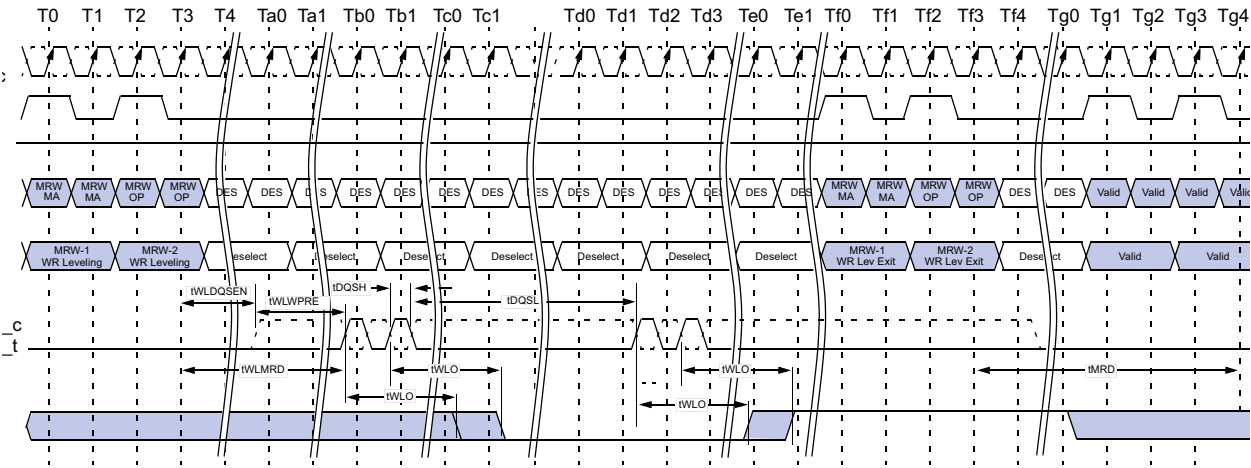 T0 T1 T2 T3 T4 Ta0 Ta1 Tb0 Tb1 Tc0 Tc1 Td0 Td1 Td2 Td3 Te0 Te1 Tf0 Tf1 Tf2 Tf3 Tf4 Tg0 Tg1 Tg2 Tg3 Tg4
c
MRW MA MRW MA MRW OP MRW OP DES DES DES DES DES DES DES DES DES DES DES DES DES DES MRW MA MRW MA MRW OP MRW OP DES DES Valid Valid Valid Valid
MRW-1 WR Leveling MRW-2 WR Leveling Deselect Deselect Deselect Deselect Deselect Deselect Deselect MRW-1 WR Lev Exit MRW-2 WR Lev Exit Deselect Valid Valid
tWLDQSEN tWLWPRE tDQSH tDQSL
_c
_t
tWLMRD tWLO tWLO tMRD
tWLO tWLO